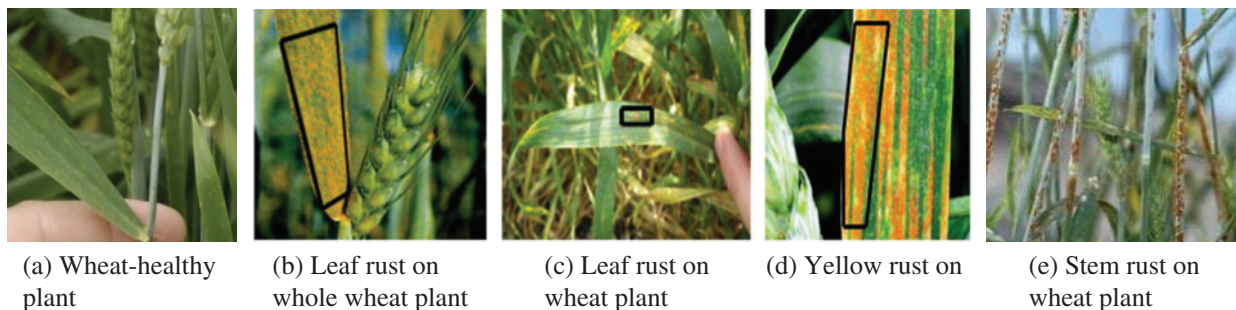 (a) Wheat-healthy
plant
(b) Leaf rust on
whole wheat plant
(c) Leaf rust on
wheat plant
(d) Yellow rust on
(e) Stem rust on
wheat plant